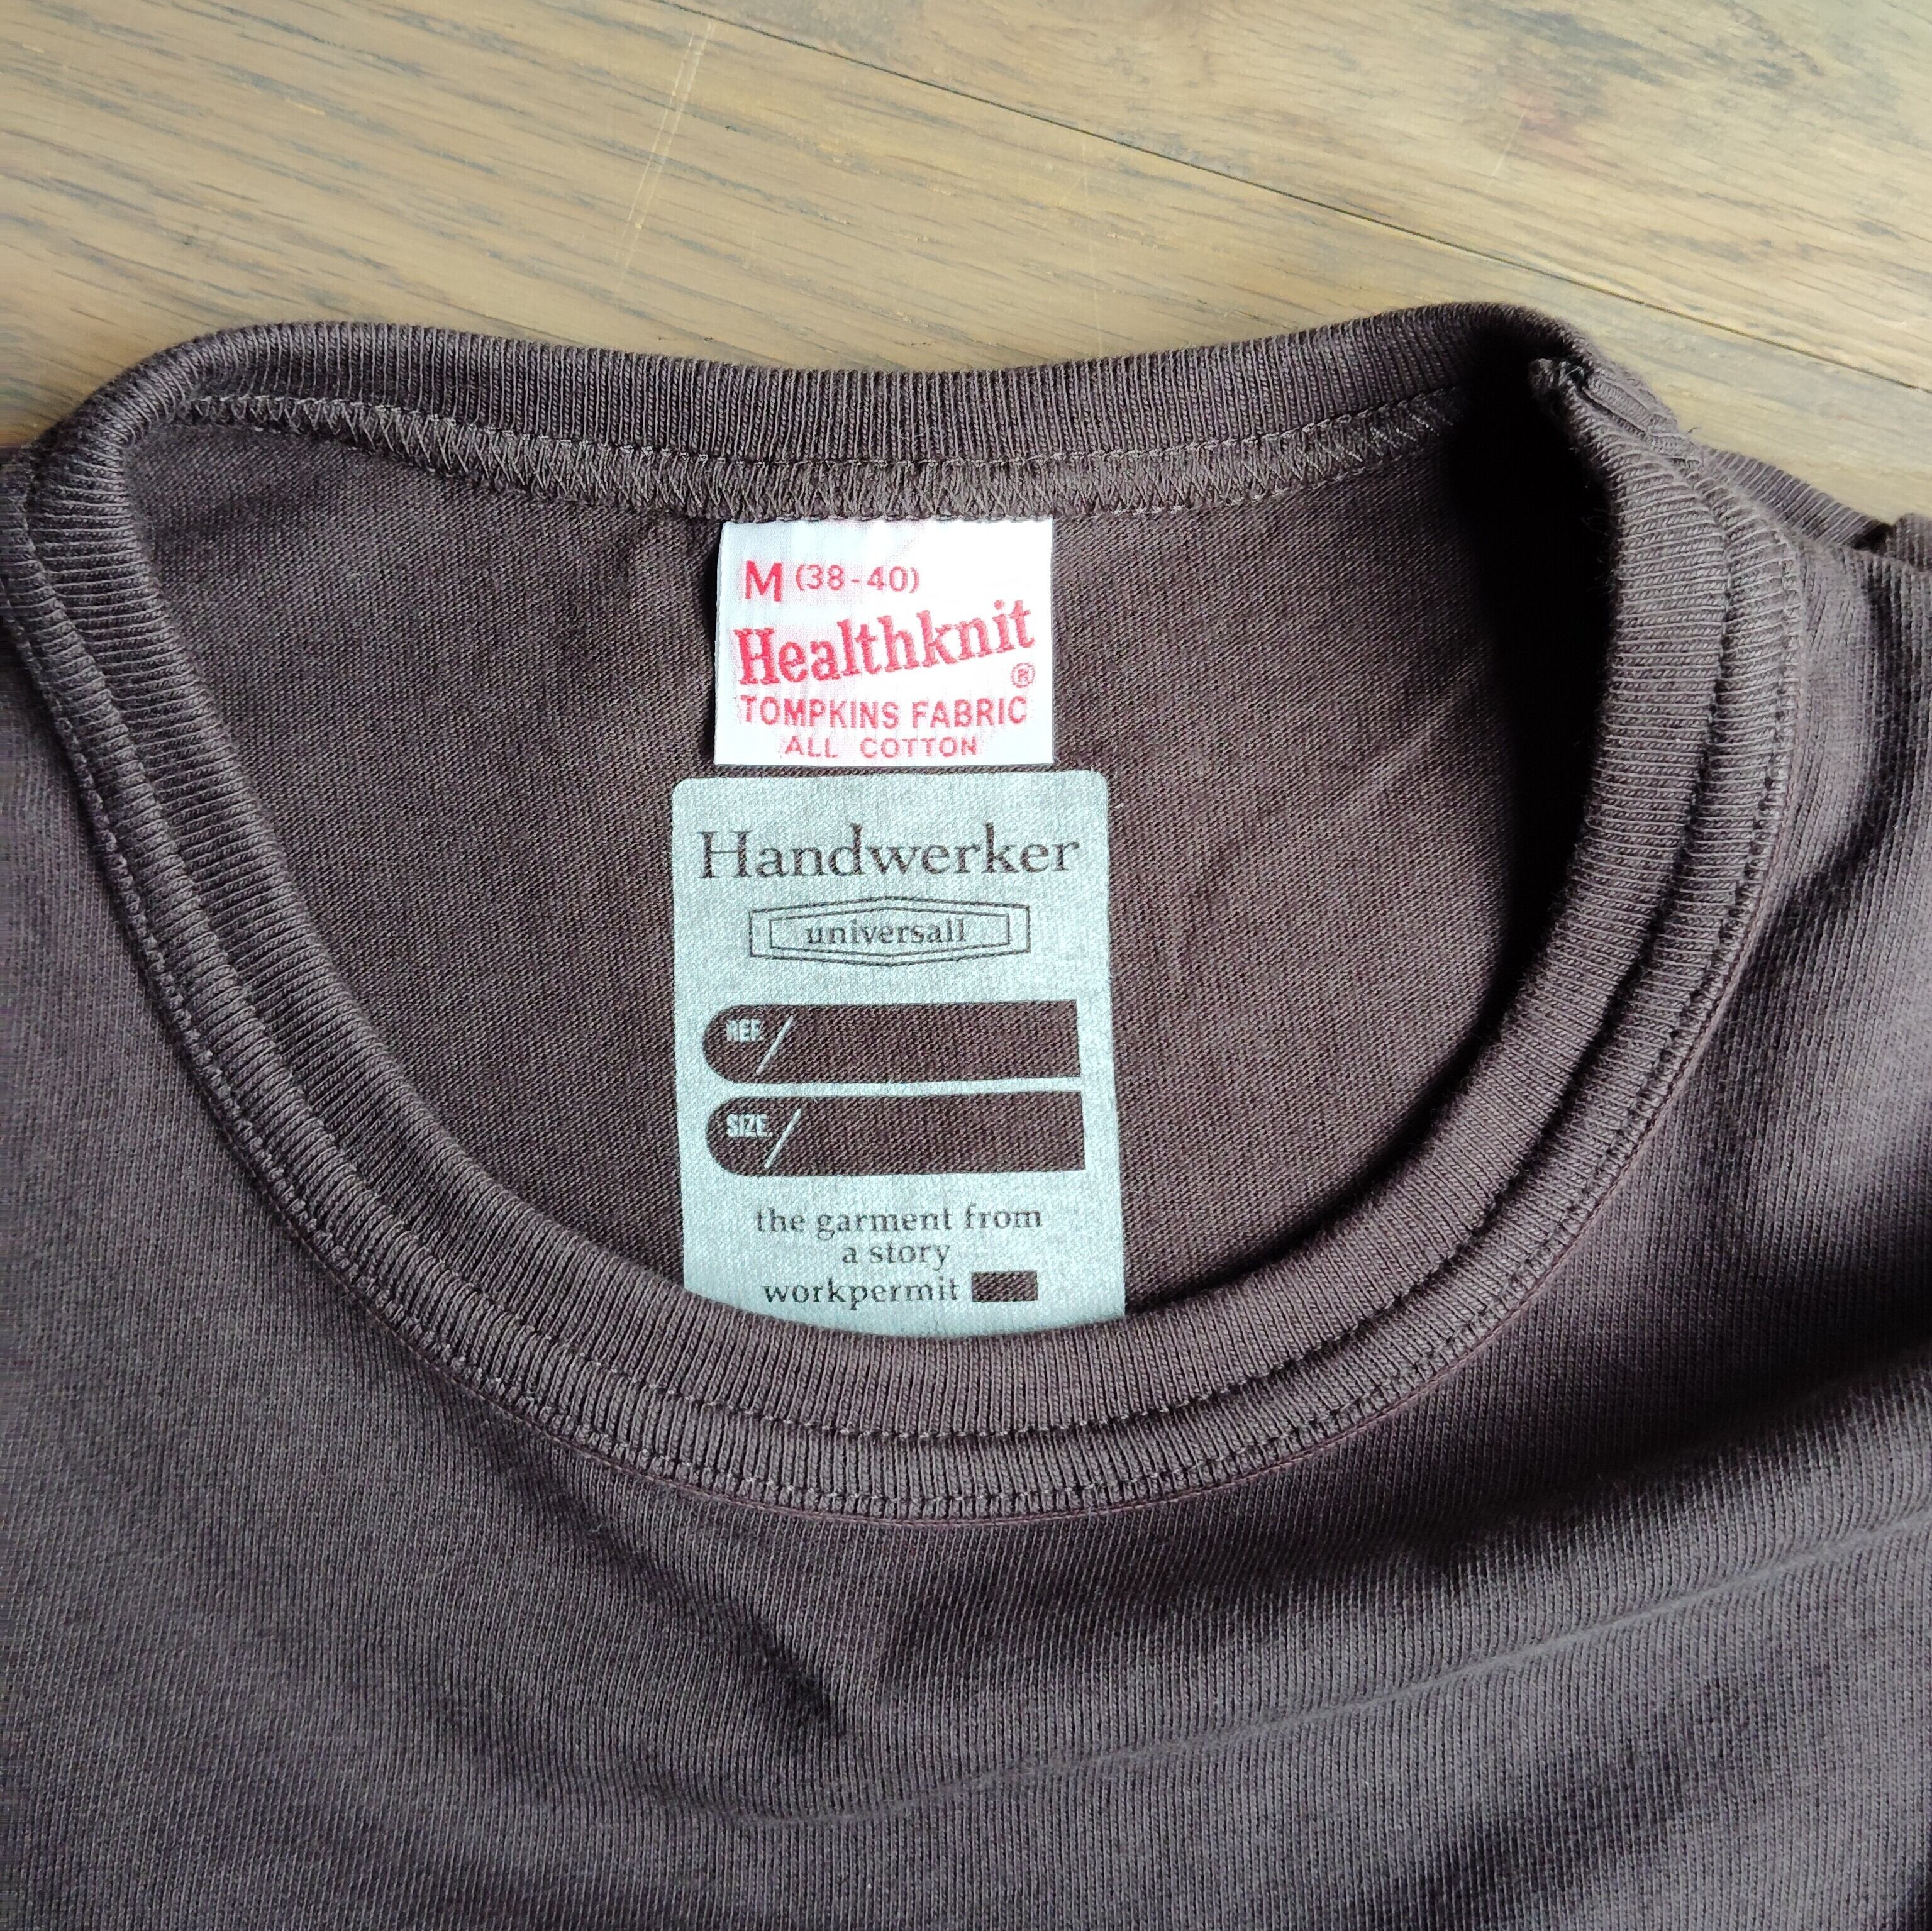 M (38-40)
Healthknit
®
TOMPKINS FABRIC
ALL COTTON
Handwerker
universall
REF. /
SIZE. /
the garment from
a story
workpermit